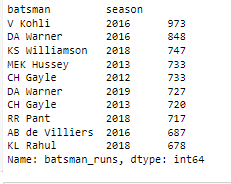 batsman season
V Kohli 2016 973
DA Warner 2016 848
KS Williamson 2018 747
MEK Hussey 2013 733
CH Gayle 2012 733
DA Warner 2019 727
CH Gayle 2013 720
RR Pant 2018 717
AB de Villiers 2016 687
KL Rahul 2018 678
Name: batsman_runs, dtype: int64